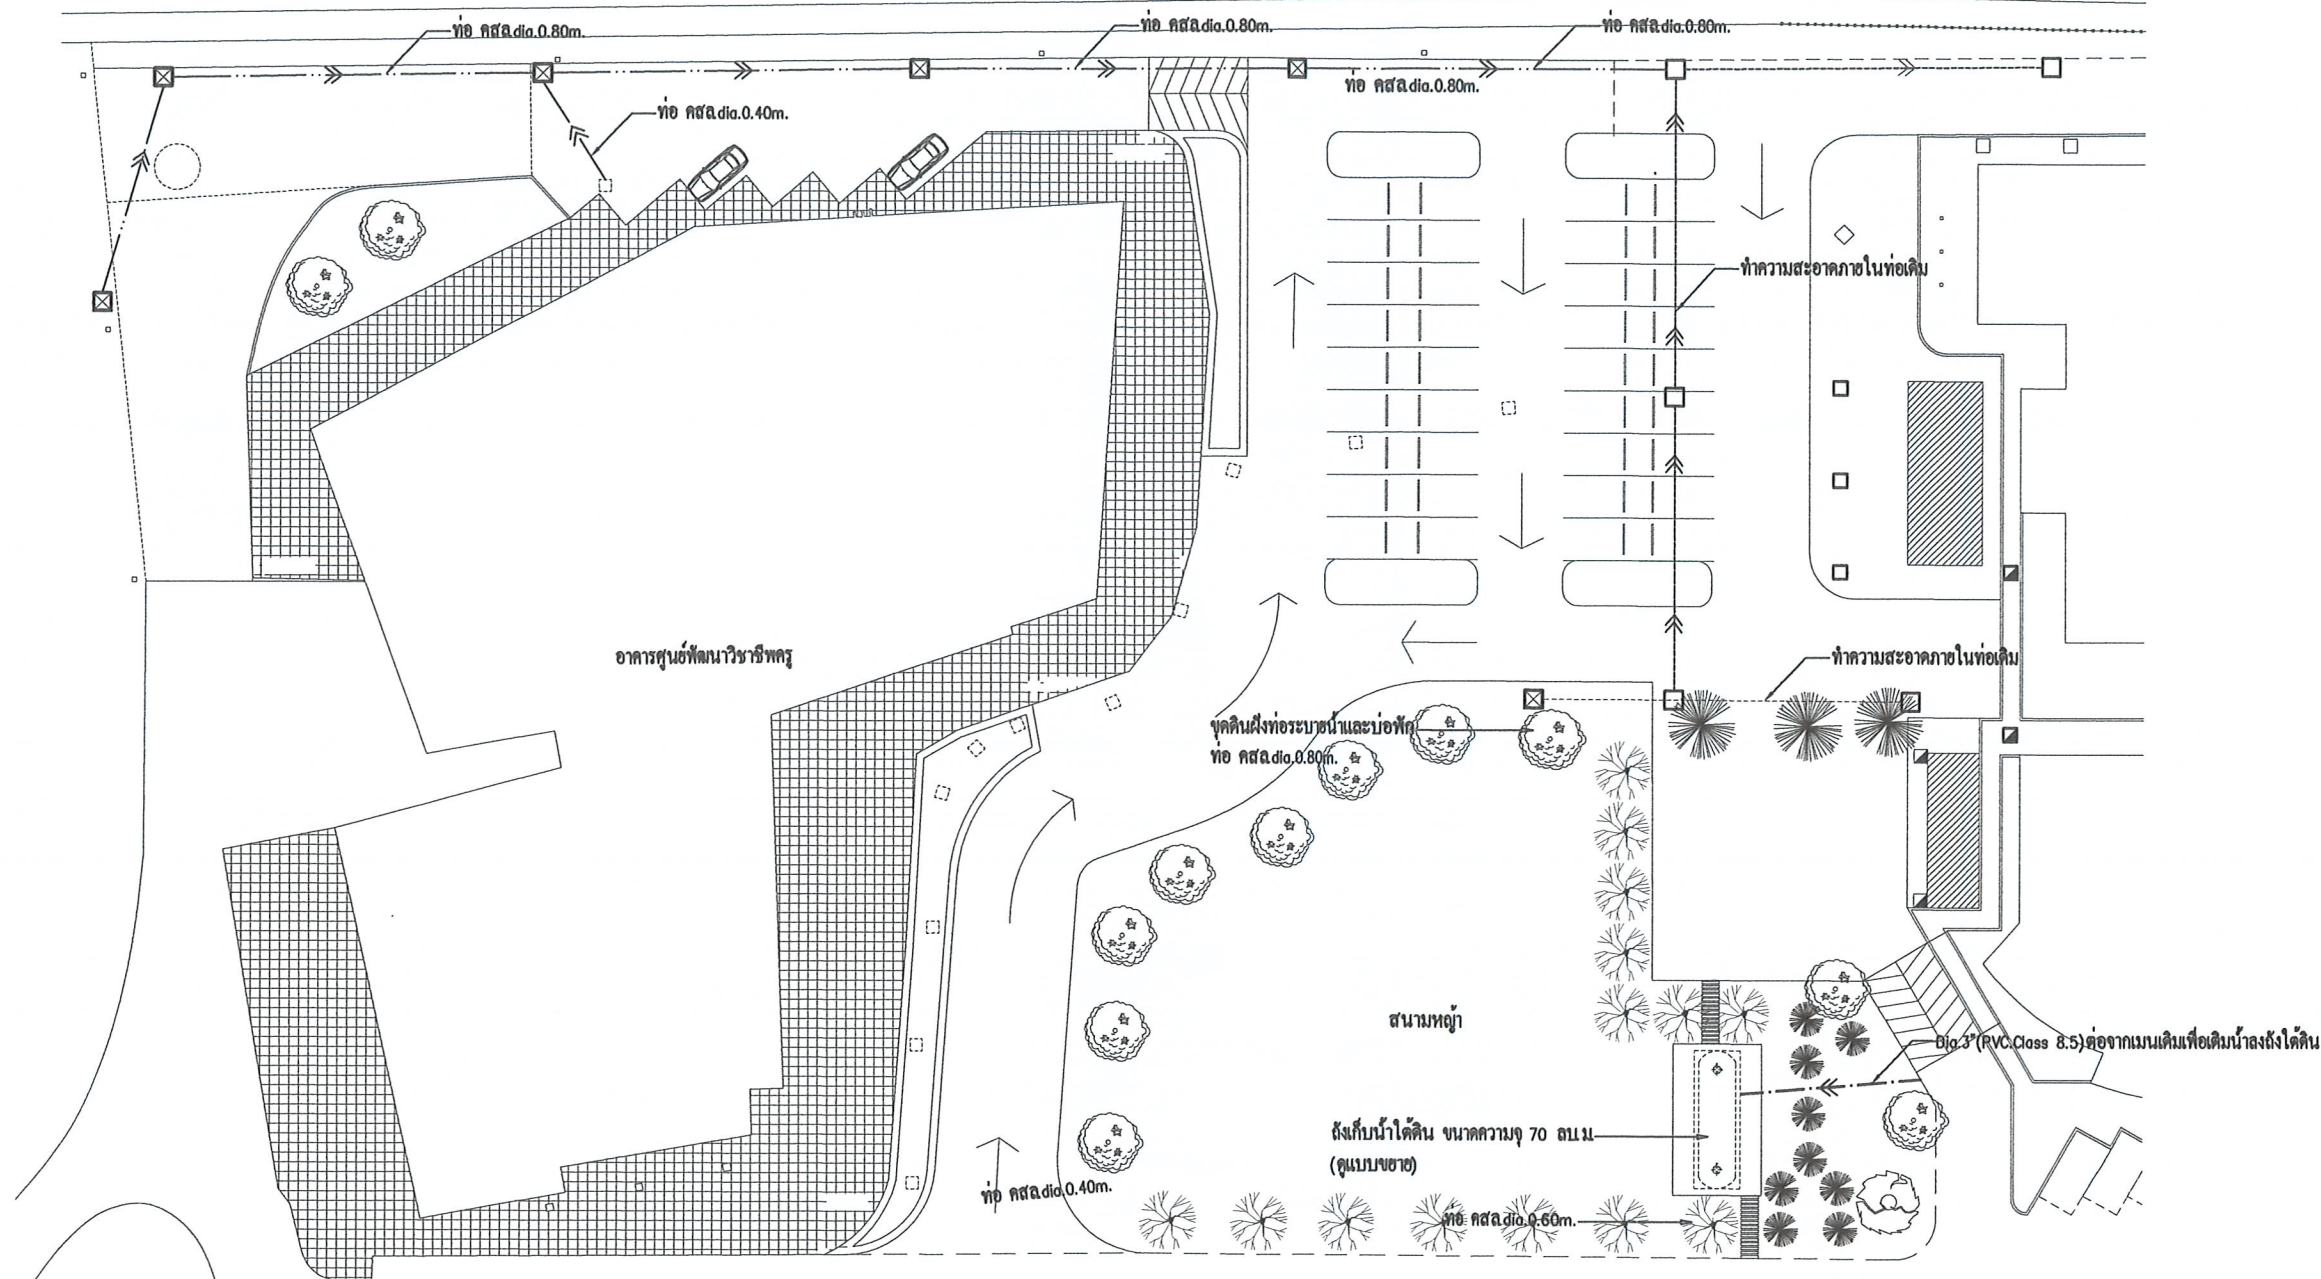 ท่อ คสล.dia.0.80m.
ท่อ คสล.dia.0.80m.
ท่อ คสล.dia.0.80m.
ท่อ คสล.dia.0.80m.
ท่อ คสล.dia.0.40m.
ทำความสะอาดภายในท่อเดิม
อาคารศูนย์พัฒนาวิชาชีพครู
ทำความสะอาดภายในท่อเดิม
ขุดดินฝังท่อระบายน้ำและบ่อพัก
ท่อ คสล.dia.0.80m.
สนามหญ้า
Dia.3"(PVC.Class 8.5)ต่อจากเมนเดิมเพื่อเติมน้ำลงถังใต้ดิน
ถังเก็บน้ำใต้ดิน ขนาดความจุ 70 ลบ.ม.
(ดูแบบขยาย)
ท่อ คสล.dia.0.40m.
ท่อ คสล.dia.0.60m.